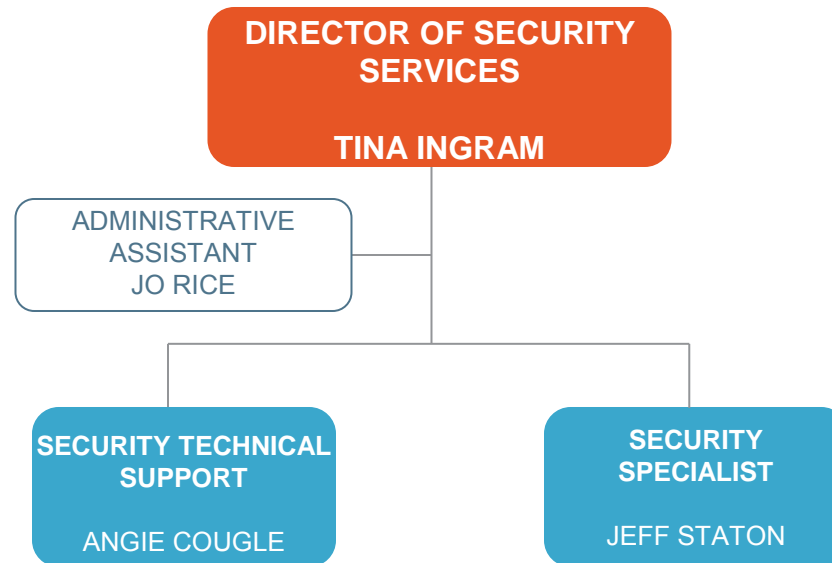 DIRECTOR OF SECURITY
SERVICES
TINA INGRAM
ADMINISTRATIVE
ASSISTANT
JO RICE
SECURITY TECHNICAL
SUPPORT
ANGIE COUGLE
SECURITY
SPECIALIST
JEFF STATON